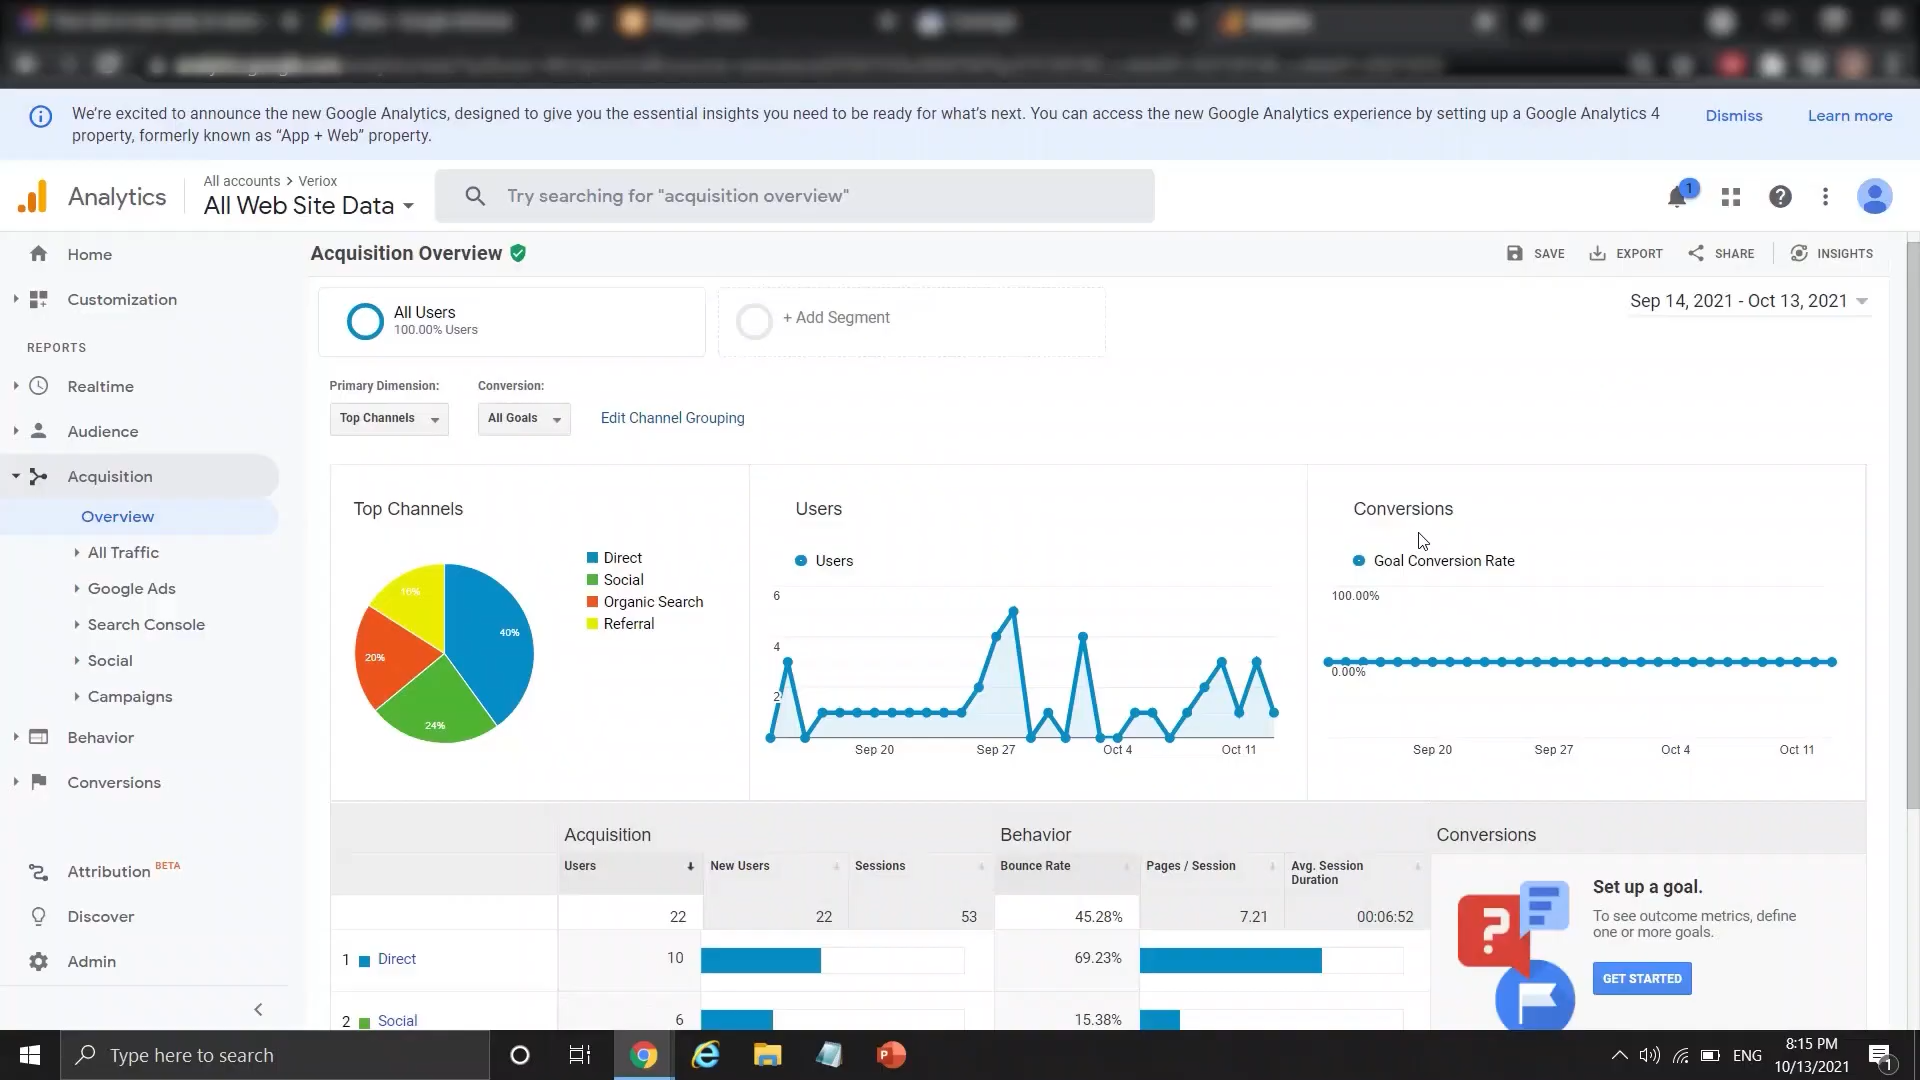 We're excited to announce the new Google Analytics, designed to give you the essential insights you need to be ready for what's next. You can access the new Google Analytics experience by setting up a Google Analytics 4
property, formerly known as “App + Web” property.
Dismiss
Learn more
Analytics
All accounts > Veriox
All Web Site Data
Try searching for "acquisition overview"
1
Home
Customization
REPORTS
Realtime
Audience
Acquisition
Overview
All Traffic
Google Ads
Search Console
Social
Campaigns
Behavior
Conversions
Attribution BETA
Discover
Admin
Acquisition Overview
SAVE
EXPORT
SHARE
INSIGHTS
All Users
100.00% Users
+ Add Segment
Sep 14, 2021 - Oct 13, 2021
Primary Dimension:
Conversion:
Top Channels
All Goals
Edit Channel Grouping
Top Channels
Direct
Social
Organic Search
Referral
40%
24%
20%
16%
Users
Users
6
4
2
Sep 20
Sep 27
Oct 4
Oct 11
Conversions
Goal Conversion Rate
100.00%
0.00%
Sep 20
Sep 27
Oct 4
Oct 11
Acquisition
Behavior
Conversions
Users
New Users
Sessions
Bounce Rate
Pages / Session
Avg. Session
Duration
22
22
53
45.28%
7.21
00:06:52
1 Direct
10
69.23%
2 Social
6
15.38%
Set up a goal.
To see outcome metrics, define
one or more goals.
GET STARTED
Type here to search
ENG
8:15 PM
10/13/2021
1